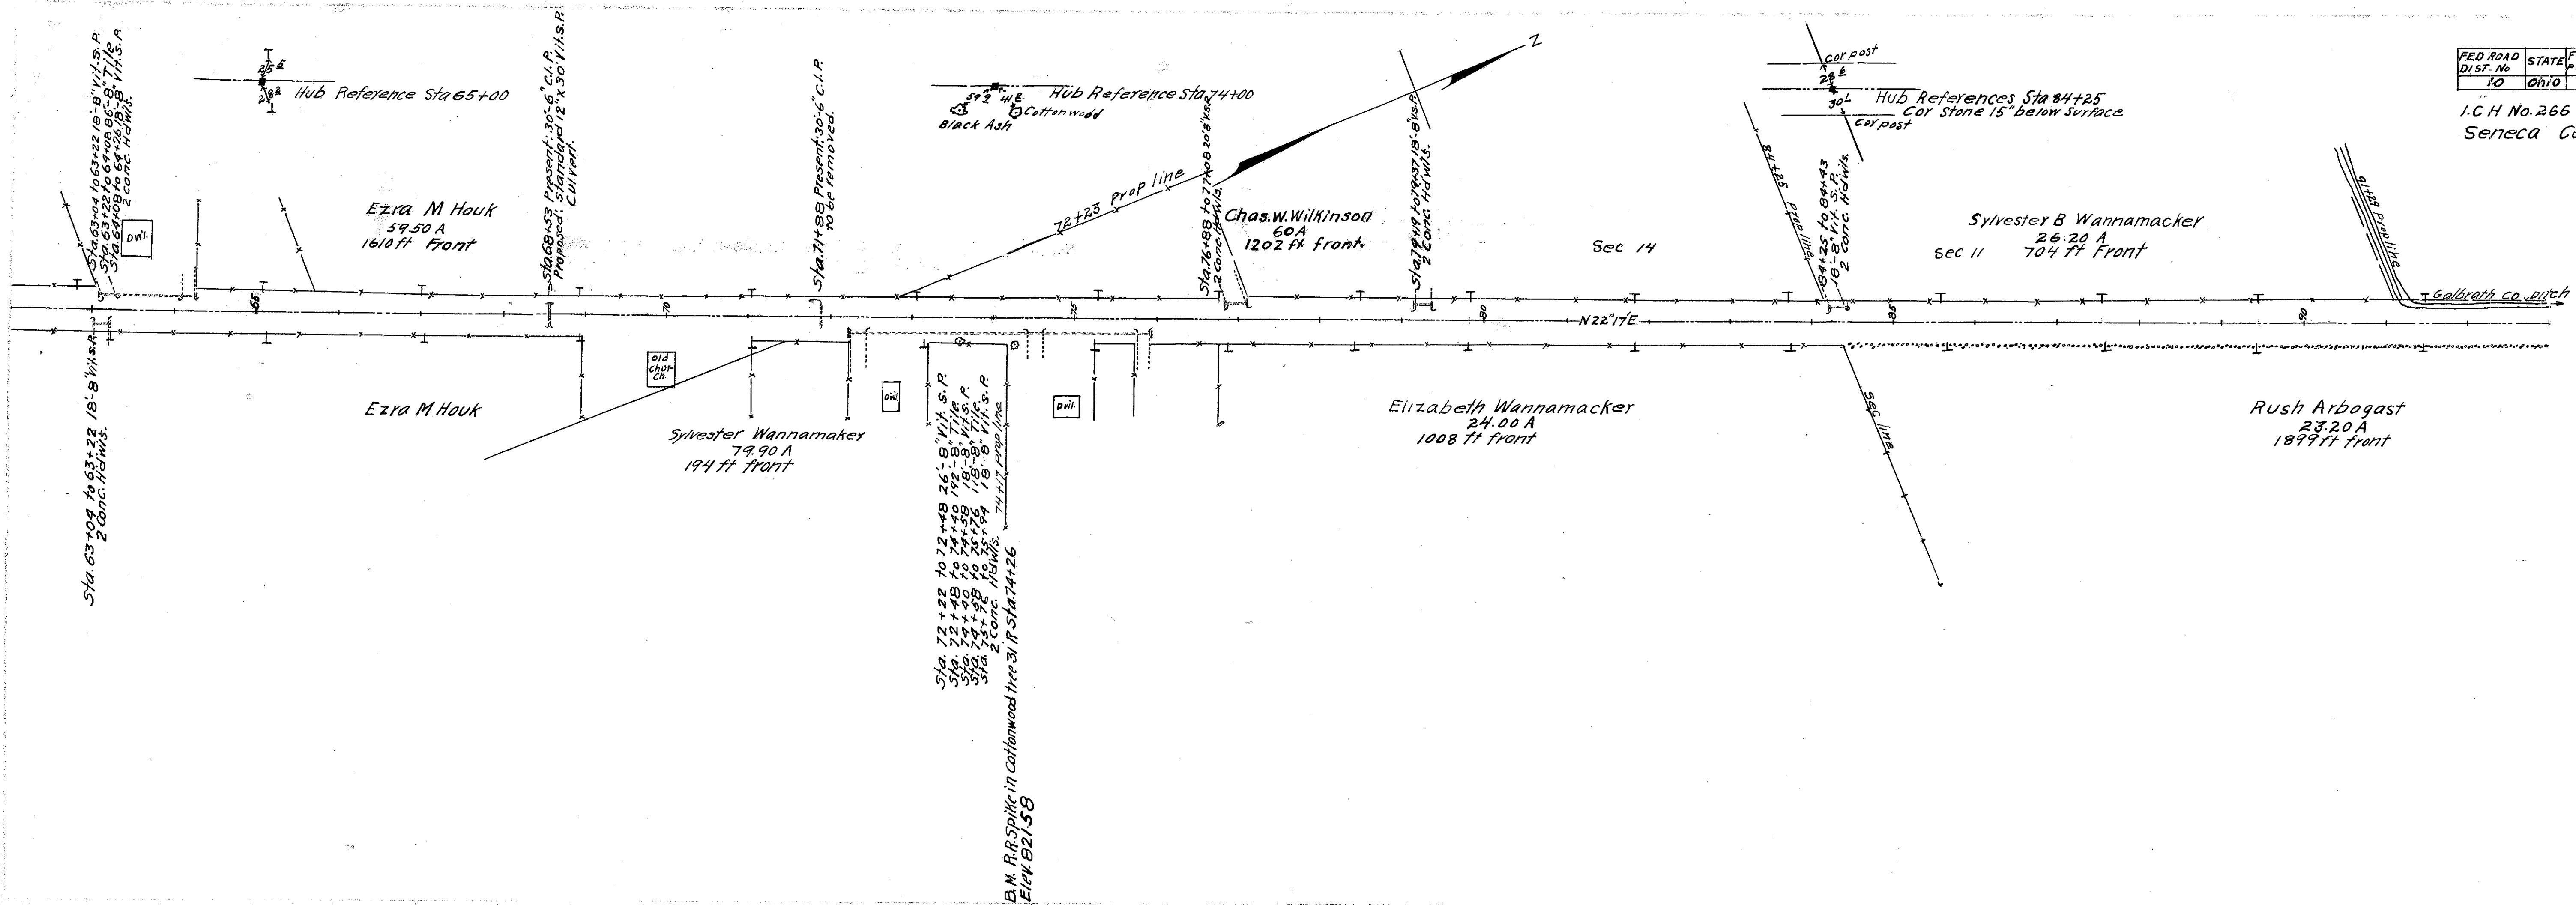 Sta.63+04 to 63+22 18'-8" Vit.S.P.
Sta.63+22 to 64+08 86'-8" Tile
Sta.64+08 to 64+26 18'-8" Vit.S.P.
2 conc. Hdwls.
Hub Reference Sta 65+00
Sta.68+53 Present:30'-6" C.I.P.
Proposed: Standard 12" x 30' Vit.S.P.
Culvert.
Sta.71+88 Present:30'-6" C.I.P.
to be removed.
Hub Reference Sta 74+00
Black Ash
Cottonwood
Z
Cor post
Hub References Sta 84+25
Cor Stone 15" below surface
Cor post
FED ROAD DIST. No
STATE
10
Ohio
I.C H No. 266
Seneca Co
Dwl.
Ezra M Houk
59.50 A
1610 ft Front
72+23 Prop line
Sta.76+88 to 77+08 20'8" V.S.P.
2 Conc. Hdwls.
Chas. W. Wilkinson
60 A
1202 ft front.
Sta.79+19 to 79+37 18'-8" V.S.P.
2 Conc. Hdwls.
Sec 14
84+25 Prop line
84+25 to 84+43
18'-8" Vit. S.P.
2 Conc. Hdwls.
Sylvester B Wannamacker
26.20 A
Sec 11 704 ft Front
91+29 prop line
Galbrath Co. Ditch
65
70
75
80
85
90
N22°17'E
Sta. 63+04 to 63+22 18'-8" Vit.S.P.
2 Conc. Hdwls.
Ezra M Houk
Old
Chur-
ch.
Sylvester Wannamaker
79.90 A
194 ft front
Dwl
Dwl.
Sta. 72+22 to 72+48 26'-8" Vit. S.P.
Sta. 72+48 to 74+40 192'-8" Tile
Sta. 74+40 to 74+58 18'-8" Vit.S.P.
Sta. 74+58 to 75+76 118'-8" Tile
Sta. 75+76 to 75+94 18'-8" Vit.S.P.
2 Conc. Hdwls.
74+17 Prop line
B.M. R.R.Spike in Cottonwood tree 31' R Sta.74+26
Elev. 821.58
Elizabeth Wannamacker
24.00 A
1008 ft front
Sec line
Rush Arbogast
23.20 A
1899 ft front